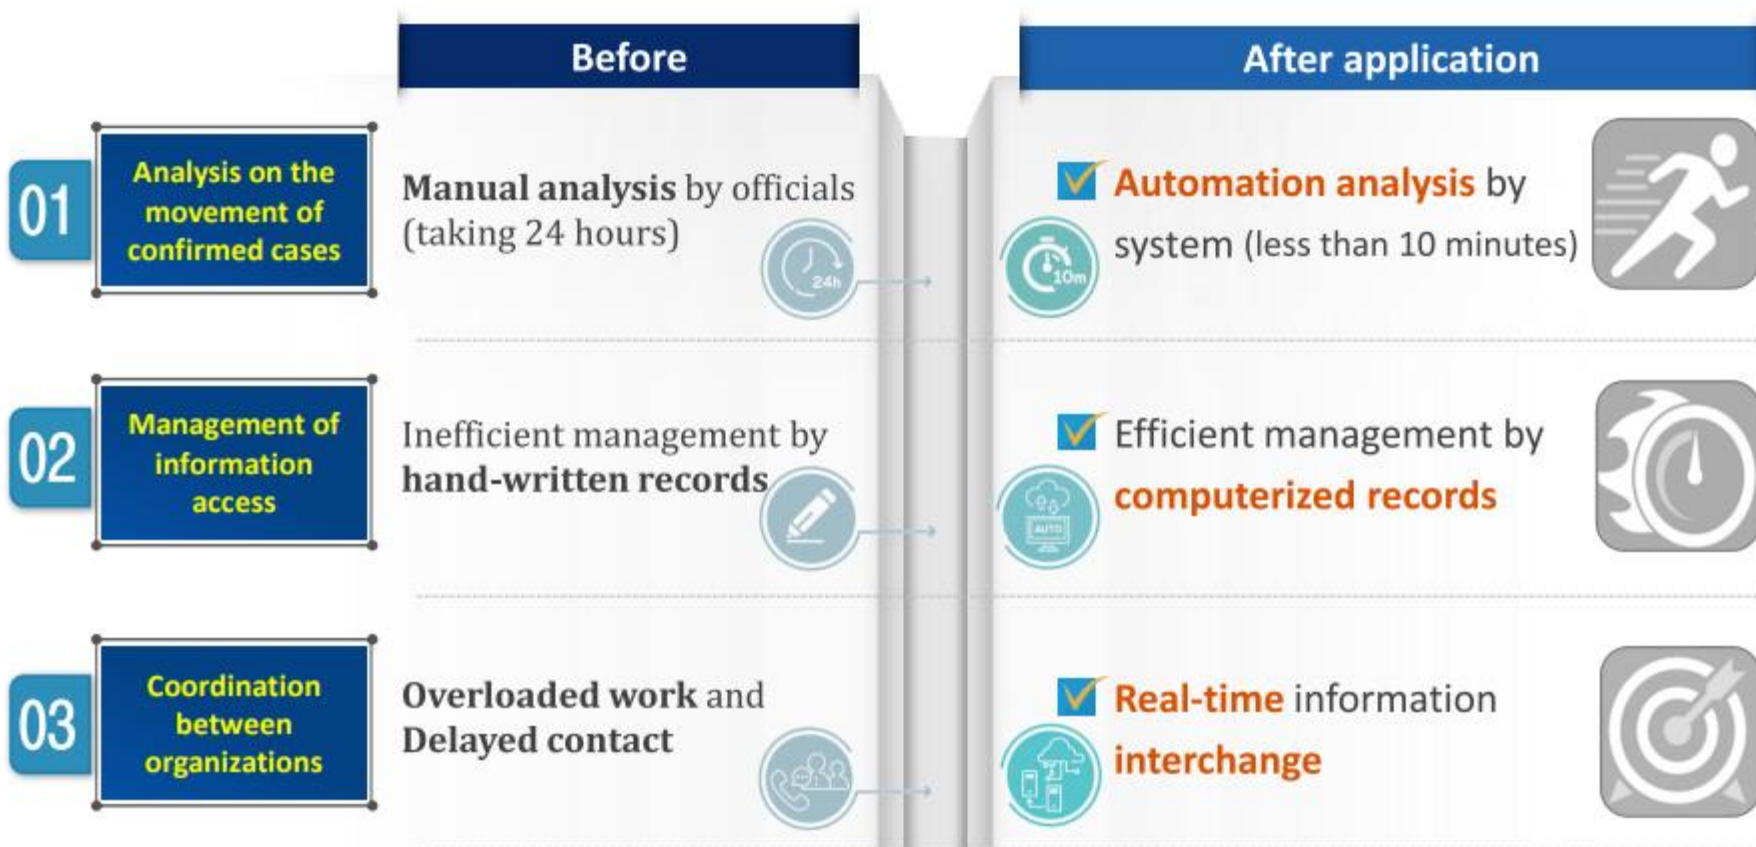 Before
After application
01
Analysis on the
movement of
confirmed cases
Manual analysis by officials
(taking 24 hours)
24h
Automation analysis by
system (less than 10 minutes)
10m
02
Management of
information
access
Inefficient management by
hand-written records
Efficient management by
computerized records
AUTO
03
Coordination
between
organizations
Overloaded work and
Delayed contact
Real-time information
interchange